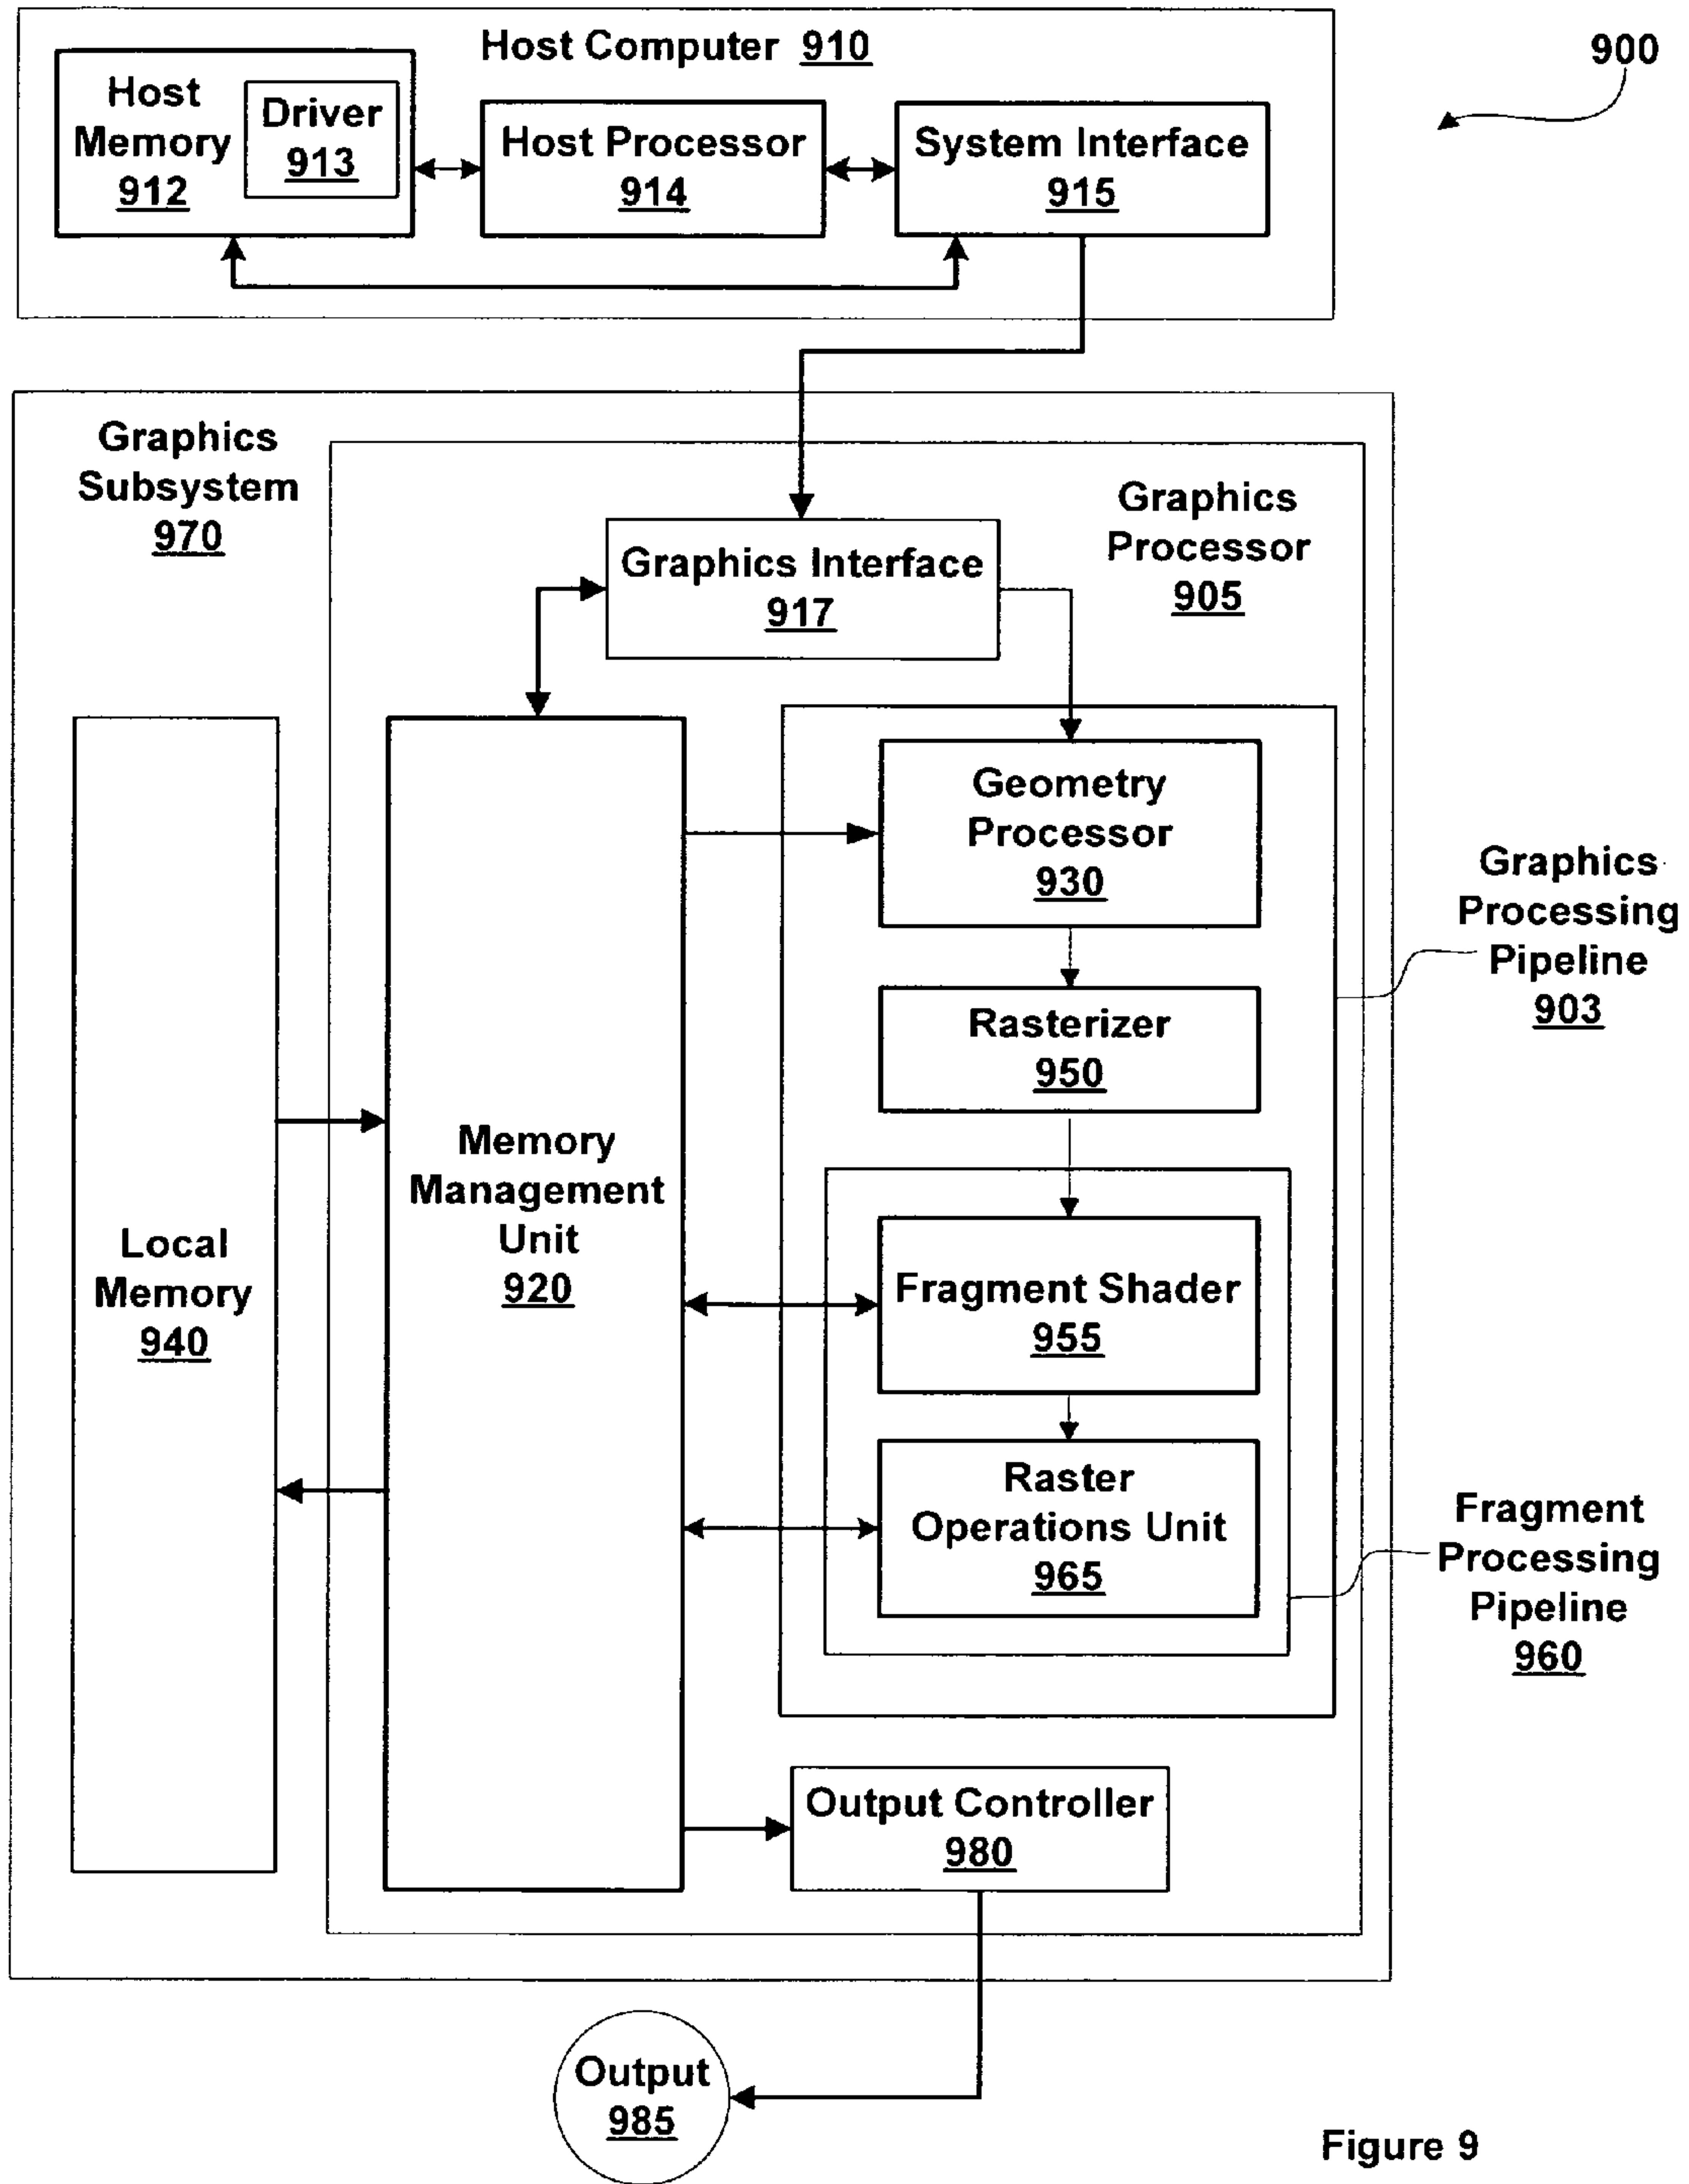 Host Computer 910
900
Host
Memory
912
Driver
913
Host Processor
914
System Interface
915
Graphics
Subsystem
970
Graphics
Processor
905
Graphics Interface
917
Geometry
Processor
930
Graphics
Processing
Pipeline
903
Rasterizer
950
Memory
Management
Unit
920
Local
Memory
940
Fragment Shader
955
Raster
Operations Unit
965
Fragment
Processing
Pipeline
960
Output Controller
980
Output
985
Figure 9